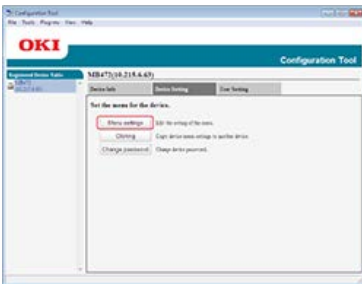 Configuration Tool
File Tools Plug-ins View Help
OKI
Configuration Tool
Registered Device Table
MB472
MB472(10.215.4.63)
Device Info Device Setting User Setting
Set the menu for the device.
Menu settings Edit the setting of the menu.
Cloning Copy device menu settings to another device.
Change password Change device password.